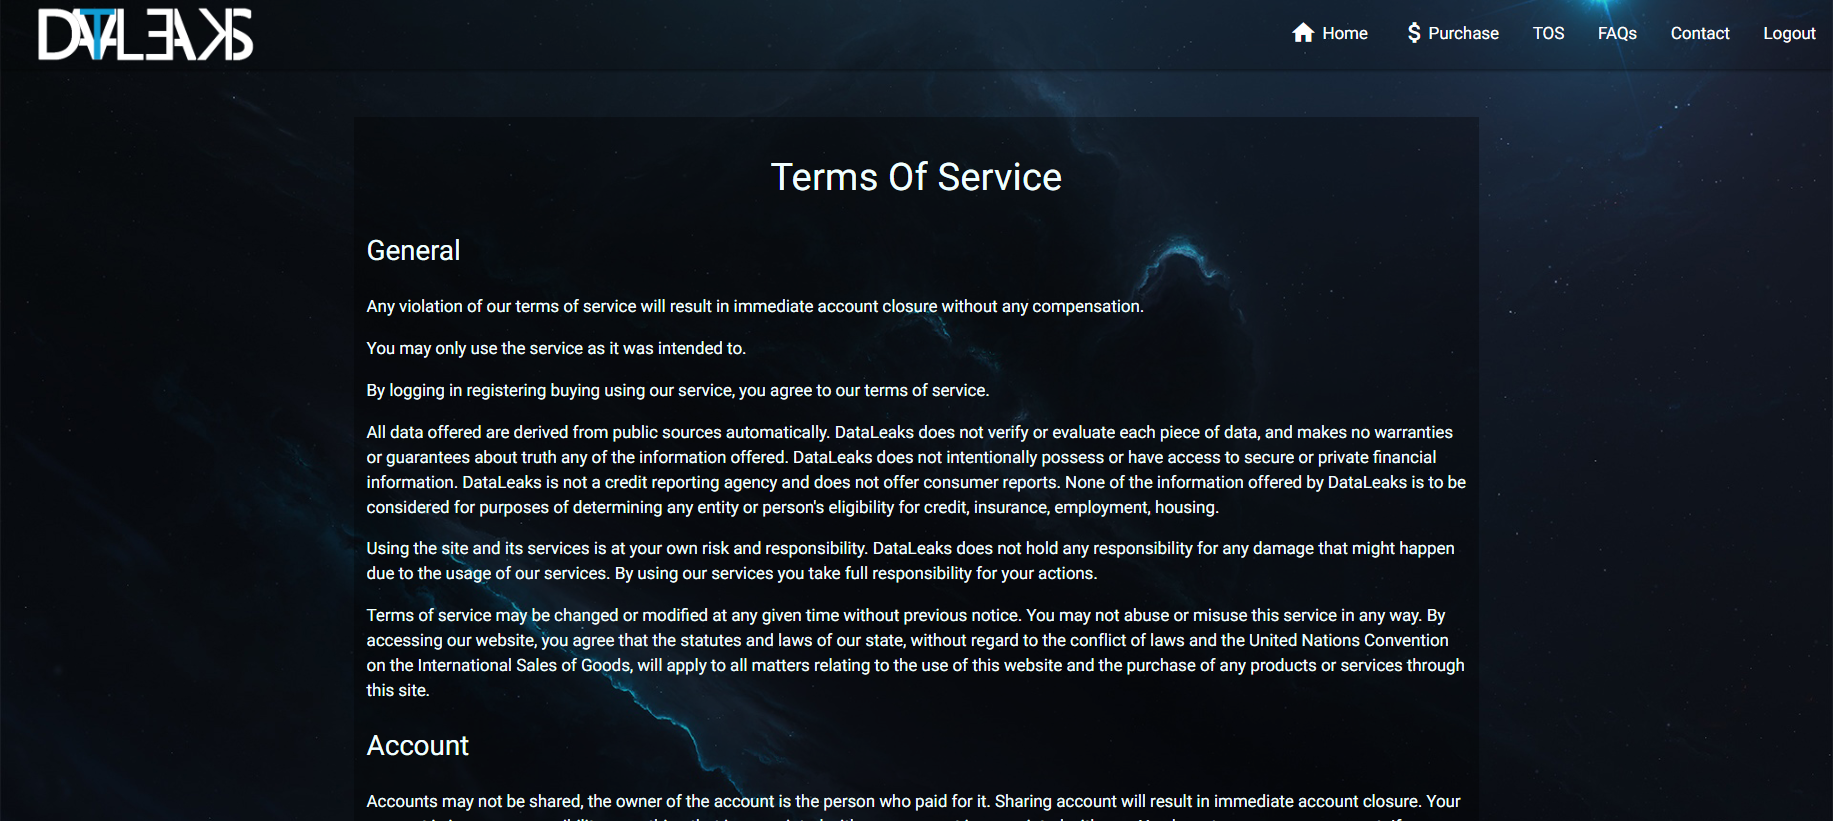 DATALEAKS
Home
Purchase
TOS
FAQs
Contact
Logout
Terms Of Service
General
Any violation of our terms of service will result in immediate account closure without any compensation.
You may only use the service as it was intended to.
By logging in registering buying using our service, you agree to our terms of service.
All data offered are derived from public sources automatically. DataLeaks does not verify or evaluate each piece of data, and makes no warranties
or guarantees about truth any of the information offered. DataLeaks does not intentionally possess or have access to secure or private financial
information. DataLeaks is not a credit reporting agency and does not offer consumer reports. None of the information offered by DataLeaks is to be
considered for purposes of determining any entity or person's eligibility for credit, insurance, employment, housing.
Using the site and its services is at your own risk and responsibility. DataLeaks does not hold any responsibility for any damage that might happen
due to the usage of our services. By using our services you take full responsibility for your actions.
Terms of service may be changed or modified at any given time without previous notice. You may not abuse or misuse this service in any way. By
accessing our website, you agree that the statutes and laws of our state, without regard to the conflict of laws and the United Nations Convention
on the International Sales of Goods, will apply to all matters relating to the use of this website and the purchase of any products or services through
this site.
Account
Accounts may not be shared, the owner of the account is the person who paid for it. Sharing account will result in immediate account closure. Your